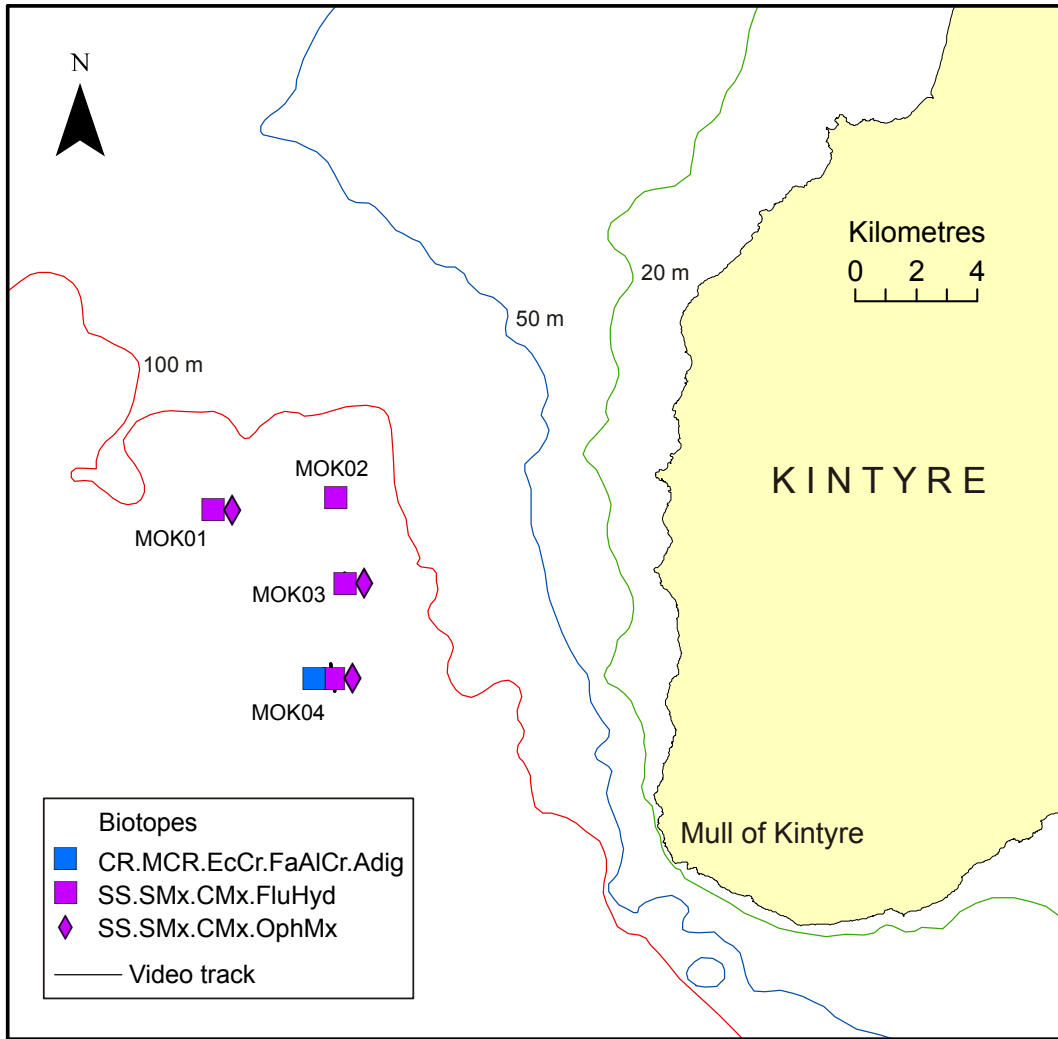 N
Kilometres
0 2 4
20 m
50 m
100 m
MOK02
KINTYRE
MOK01
MOK03
MOK04
Mull of Kintyre
Biotopes
CR.MCR.EcCr.FaAlCr.Adig
SS.SMx.CMx.FluHyd
SS.SMx.CMx.OphMx
Video track